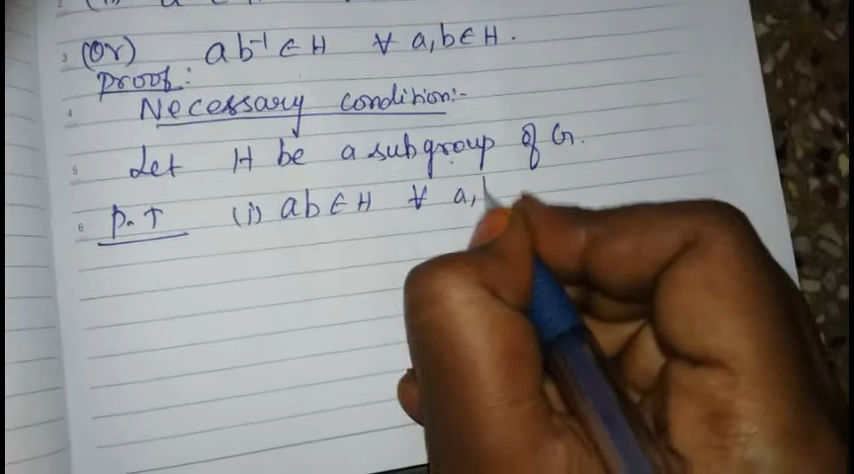 (Or) ab⁻¹ ∈ H ∀ a,b ∈ H.
Proof:
Necessary condition:-
Let H be a subgroup of G.
P.T (i) ab ∈ H ∀ a,